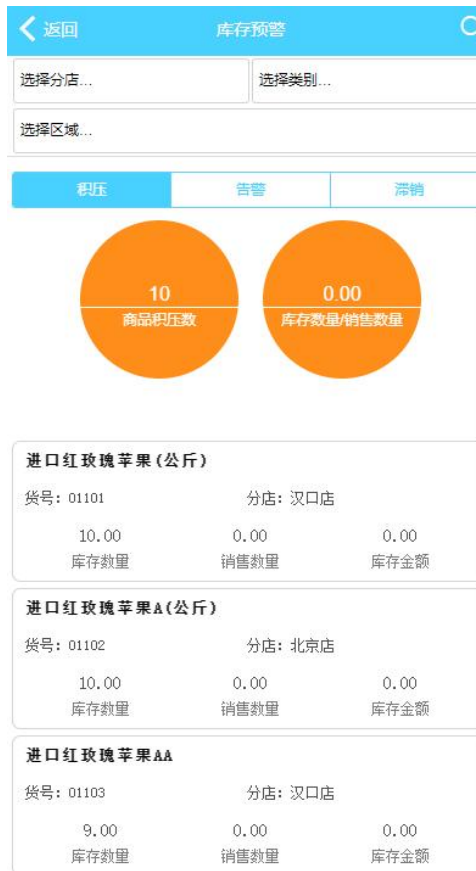 返回 库存预警
选择分店... 选择类别...
选择区域...
积压 告警 滞销
10 0.00
商品积压数 库存数量/销售数量
进口红玫瑰苹果(公斤)
货号: 01101 分店: 汉口店
10.00 0.00 0.00
库存数量 销售数量 库存金额
进口红玫瑰苹果A(公斤)
货号: 01102 分店: 北京店
10.00 0.00 0.00
库存数量 销售数量 库存金额
进口红玫瑰苹果AA
货号: 01103 分店: 汉口店
9.00 0.00 0.00
库存数量 销售数量 库存金额